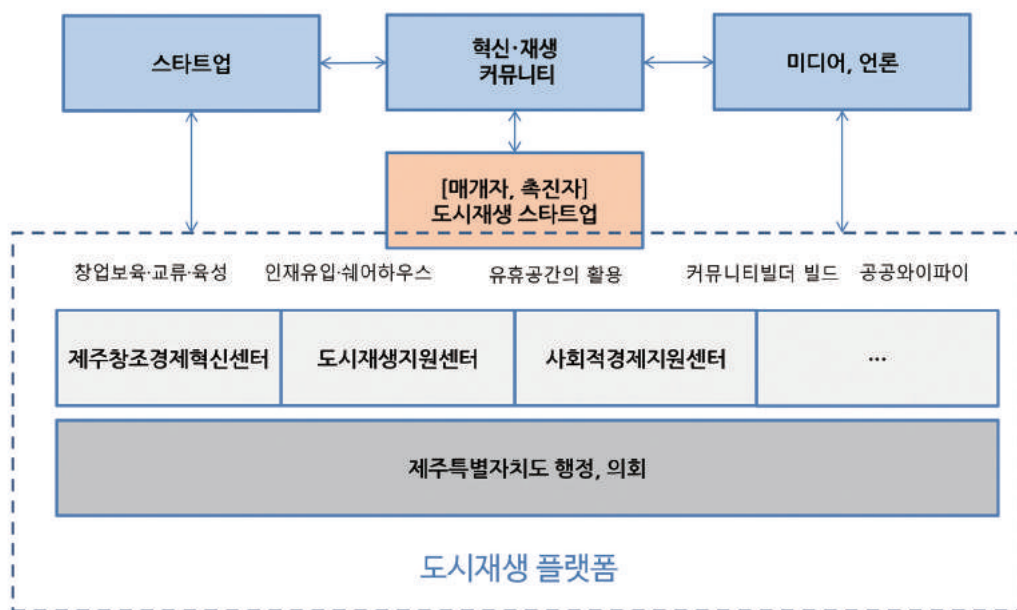 스타트업
혁신·재생
커뮤니티
미디어, 언론
[매개자, 촉진자]
도시재생 스타트업
창업보육·교류·육성
인재유입·쉐어하우스
유휴공간의 활용
커뮤니티빌더 빌드
공공와이파이
제주창조경제혁신센터
도시재생지원센터
사회적경제지원센터
…
제주특별자치도 행정, 의회
도시재생 플랫폼